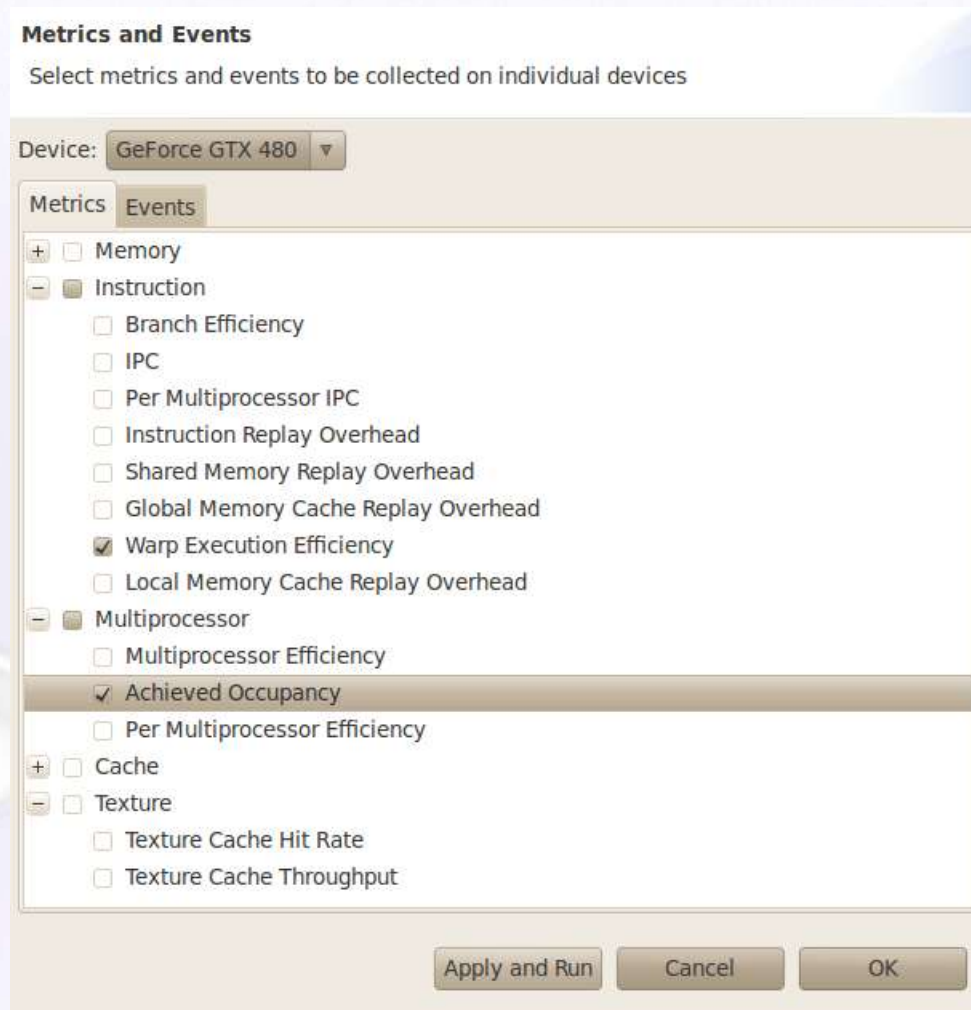 Metrics and Events
Select metrics and events to be collected on individual devices
Device: GeForce GTX 480
Metrics Events
Memory
Instruction
Branch Efficiency
IPC
Per Multiprocessor IPC
Instruction Replay Overhead
Shared Memory Replay Overhead
Global Memory Cache Replay Overhead
Warp Execution Efficiency
Local Memory Cache Replay Overhead
Multiprocessor
Multiprocessor Efficiency
Achieved Occupancy
Per Multiprocessor Efficiency
Cache
Texture
Texture Cache Hit Rate
Texture Cache Throughput
Apply and Run Cancel OK